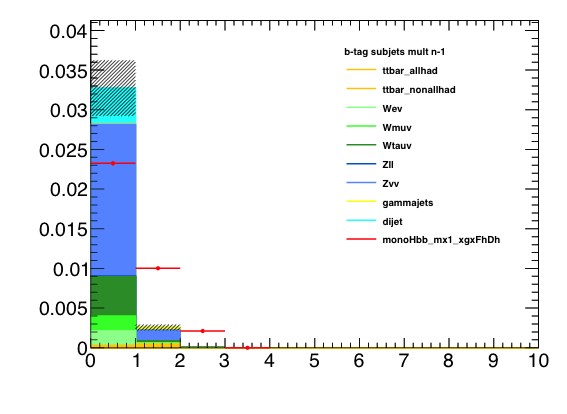 0.04
0.035
0.03
0.025
0.02
0.015
0.01
0.005
0
b-tag subjets mult n-1
ttbar_allhad
ttbar_nonallhad
Wev
Wmuv
Wtauv
Zll
Zvv
gammajets
dijet
monoHbb_mx1_xgxFhDh
0 1 2 3 4 5 6 7 8 9 10